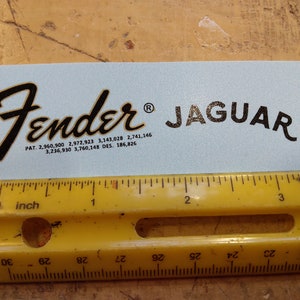 Fender® JAGUAR
PAT. 2,960,900 2,972,923 3,143,028 2,741,146
3,236,930 3,760,148 DES. 186,826
inch 1 2 3
30 29 28 27 26 25 24 23